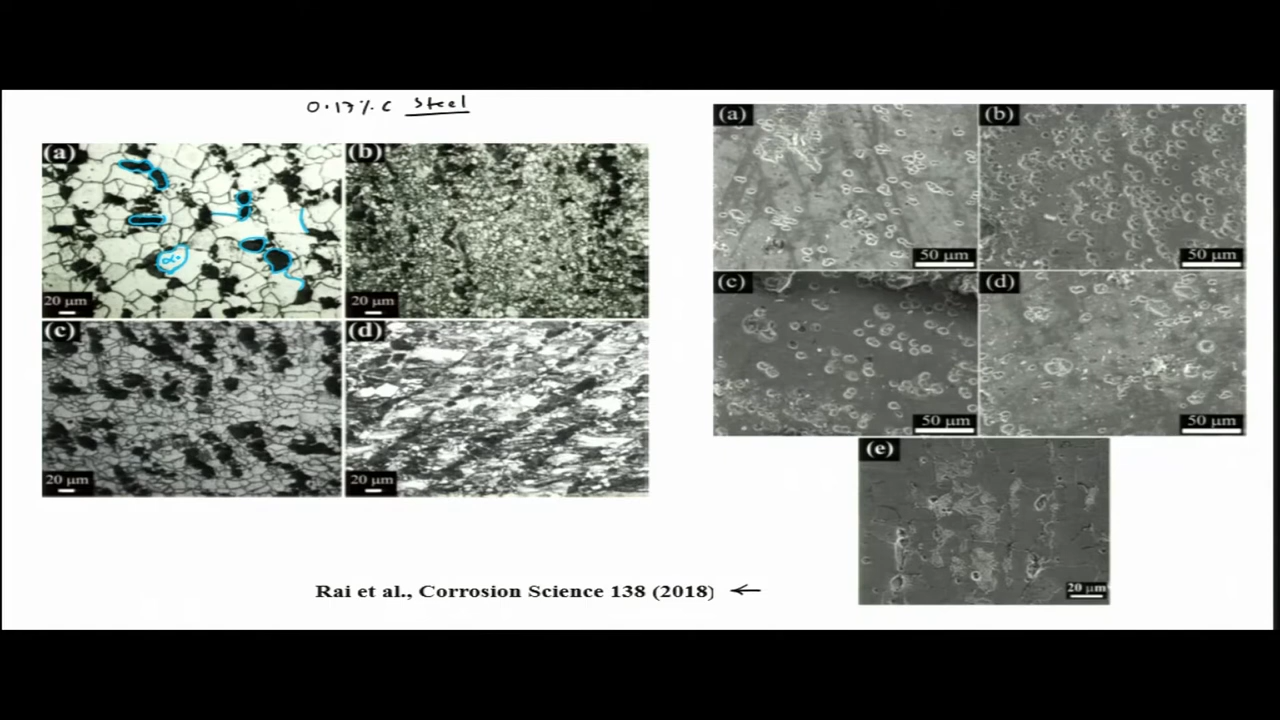 0.17%C Steel
(a)
(b)
20 μm
20 μm
(c)
(d)
20 μm
20 μm
α
(a)
(b)
50 μm
50 μm
(c)
(d)
50 μm
50 μm
(e)
20 μm
Rai et al., Corrosion Science 138 (2018) ←